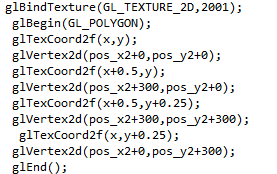 glBindTexture(GL_TEXTURE_2D,2001);
glBegin(GL_POLYGON);
glTexCoord2f(x,y);
glVertex2d(pos_x2+0,pos_y2+0);
glTexCoord2f(x+0.5,y);
glVertex2d(pos_x2+300,pos_y2+0);
glTexCoord2f(x+0.5,y+0.25);
glVertex2d(pos_x2+300,pos_y2+300);
glTexCoord2f(x,y+0.25);
glVertex2d(pos_x2+0,pos_y2+300);
glEnd();